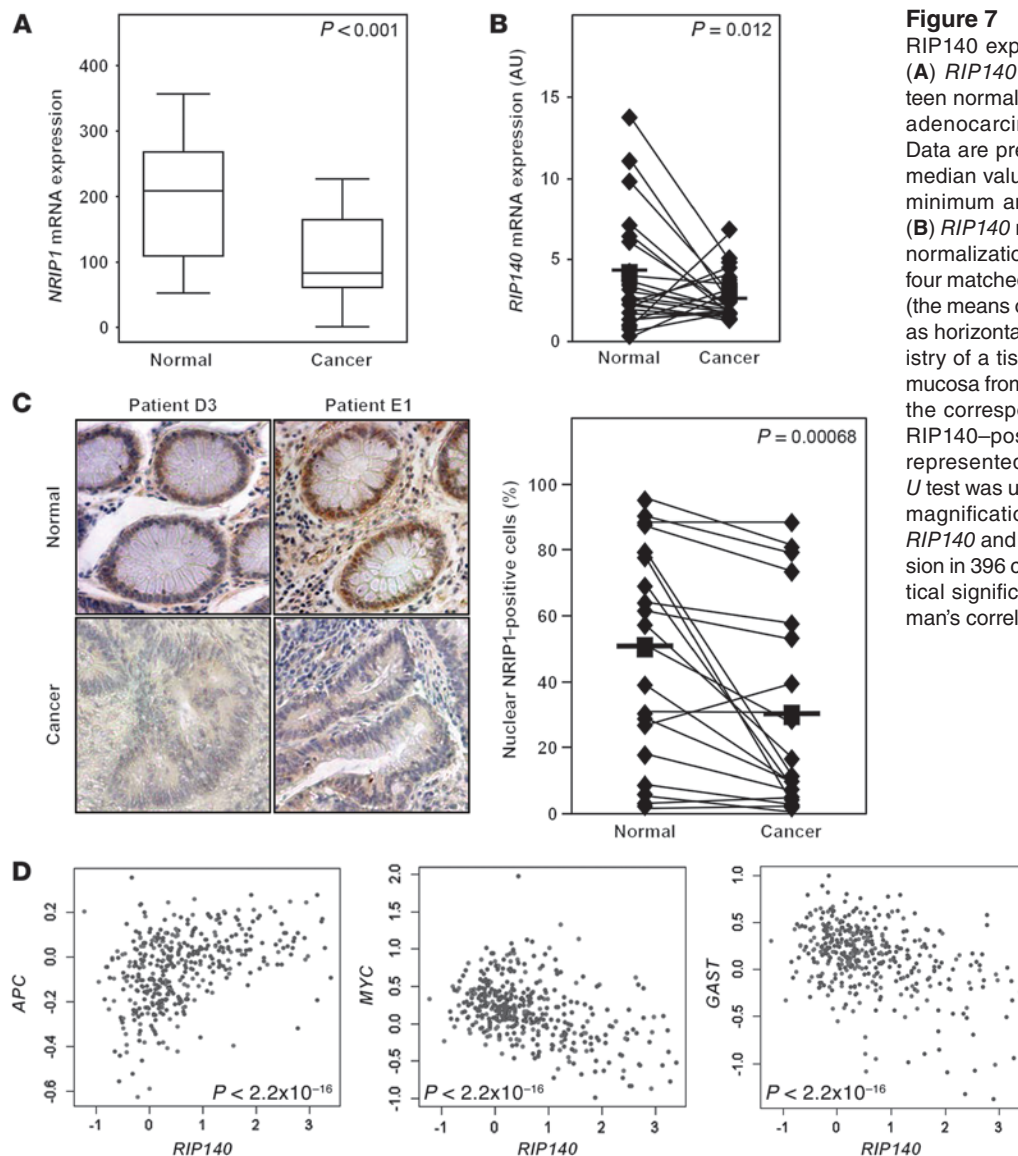 A
P < 0.001
NRIP1 mRNA expression
400
300
200
100
0
Normal
Cancer
B
P = 0.012
RIP140 mRNA expression (AU)
15
10
5
0
Normal
Cancer
Figure 7
RIP140 exp
(A) RIP140
teen normal
adenocarcin
Data are pre
median valu
minimum an
(B) RIP140
normalizatio
four matched
(the means o
as horizonta
istry of a tis
mucosa from
the correspo
RIP140–pos
represented
U test was u
magnificatio
RIP140 and
sion in 396 c
tical signific
man's correl
C
Patient D3
Patient E1
Normal
Cancer
P = 0.00068
Nuclear NRIP1-positive cells (%)
100
80
60
40
20
0
Normal
Cancer
D
APC
0.2
0.0
-0.2
-0.4
-0.6
P < 2.2x10⁻¹⁶
-1
0
1
2
3
RIP140
MYC
2.0
1.5
1.0
0.5
0.0
-0.5
-1.0
P < 2.2x10⁻¹⁶
-1
0
1
2
3
RIP140
GAST
1.0
0.5
0.0
-0.5
-1.0
P < 2.2x10⁻¹⁶
-1
0
1
2
3
RIP140